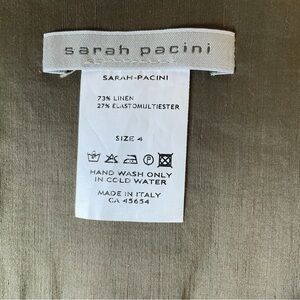 sarah pacini
SARAH-PACINI
73% LINEN
27% ELASTOMULTIESTER
SIZE 4
HAND WASH ONLY
IN COLD WATER
MADE IN ITALY
CA 45654